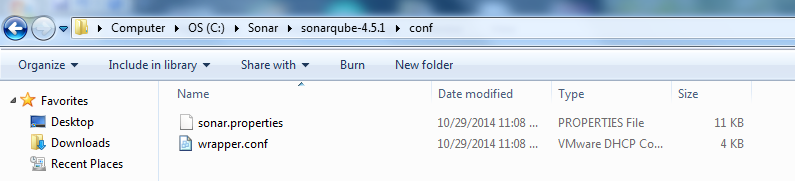 Computer OS (C:) Sonar sonarqube-4.5.1 conf
Organize Include in library Share with Burn New folder
Favorites
Desktop
Downloads
Recent Places
Name Date modified Type Size
sonar.properties 10/29/2014 11:08 ... PROPERTIES File 11 KB
wrapper.conf 10/29/2014 11:08 ... VMware DHCP Co... 4 KB